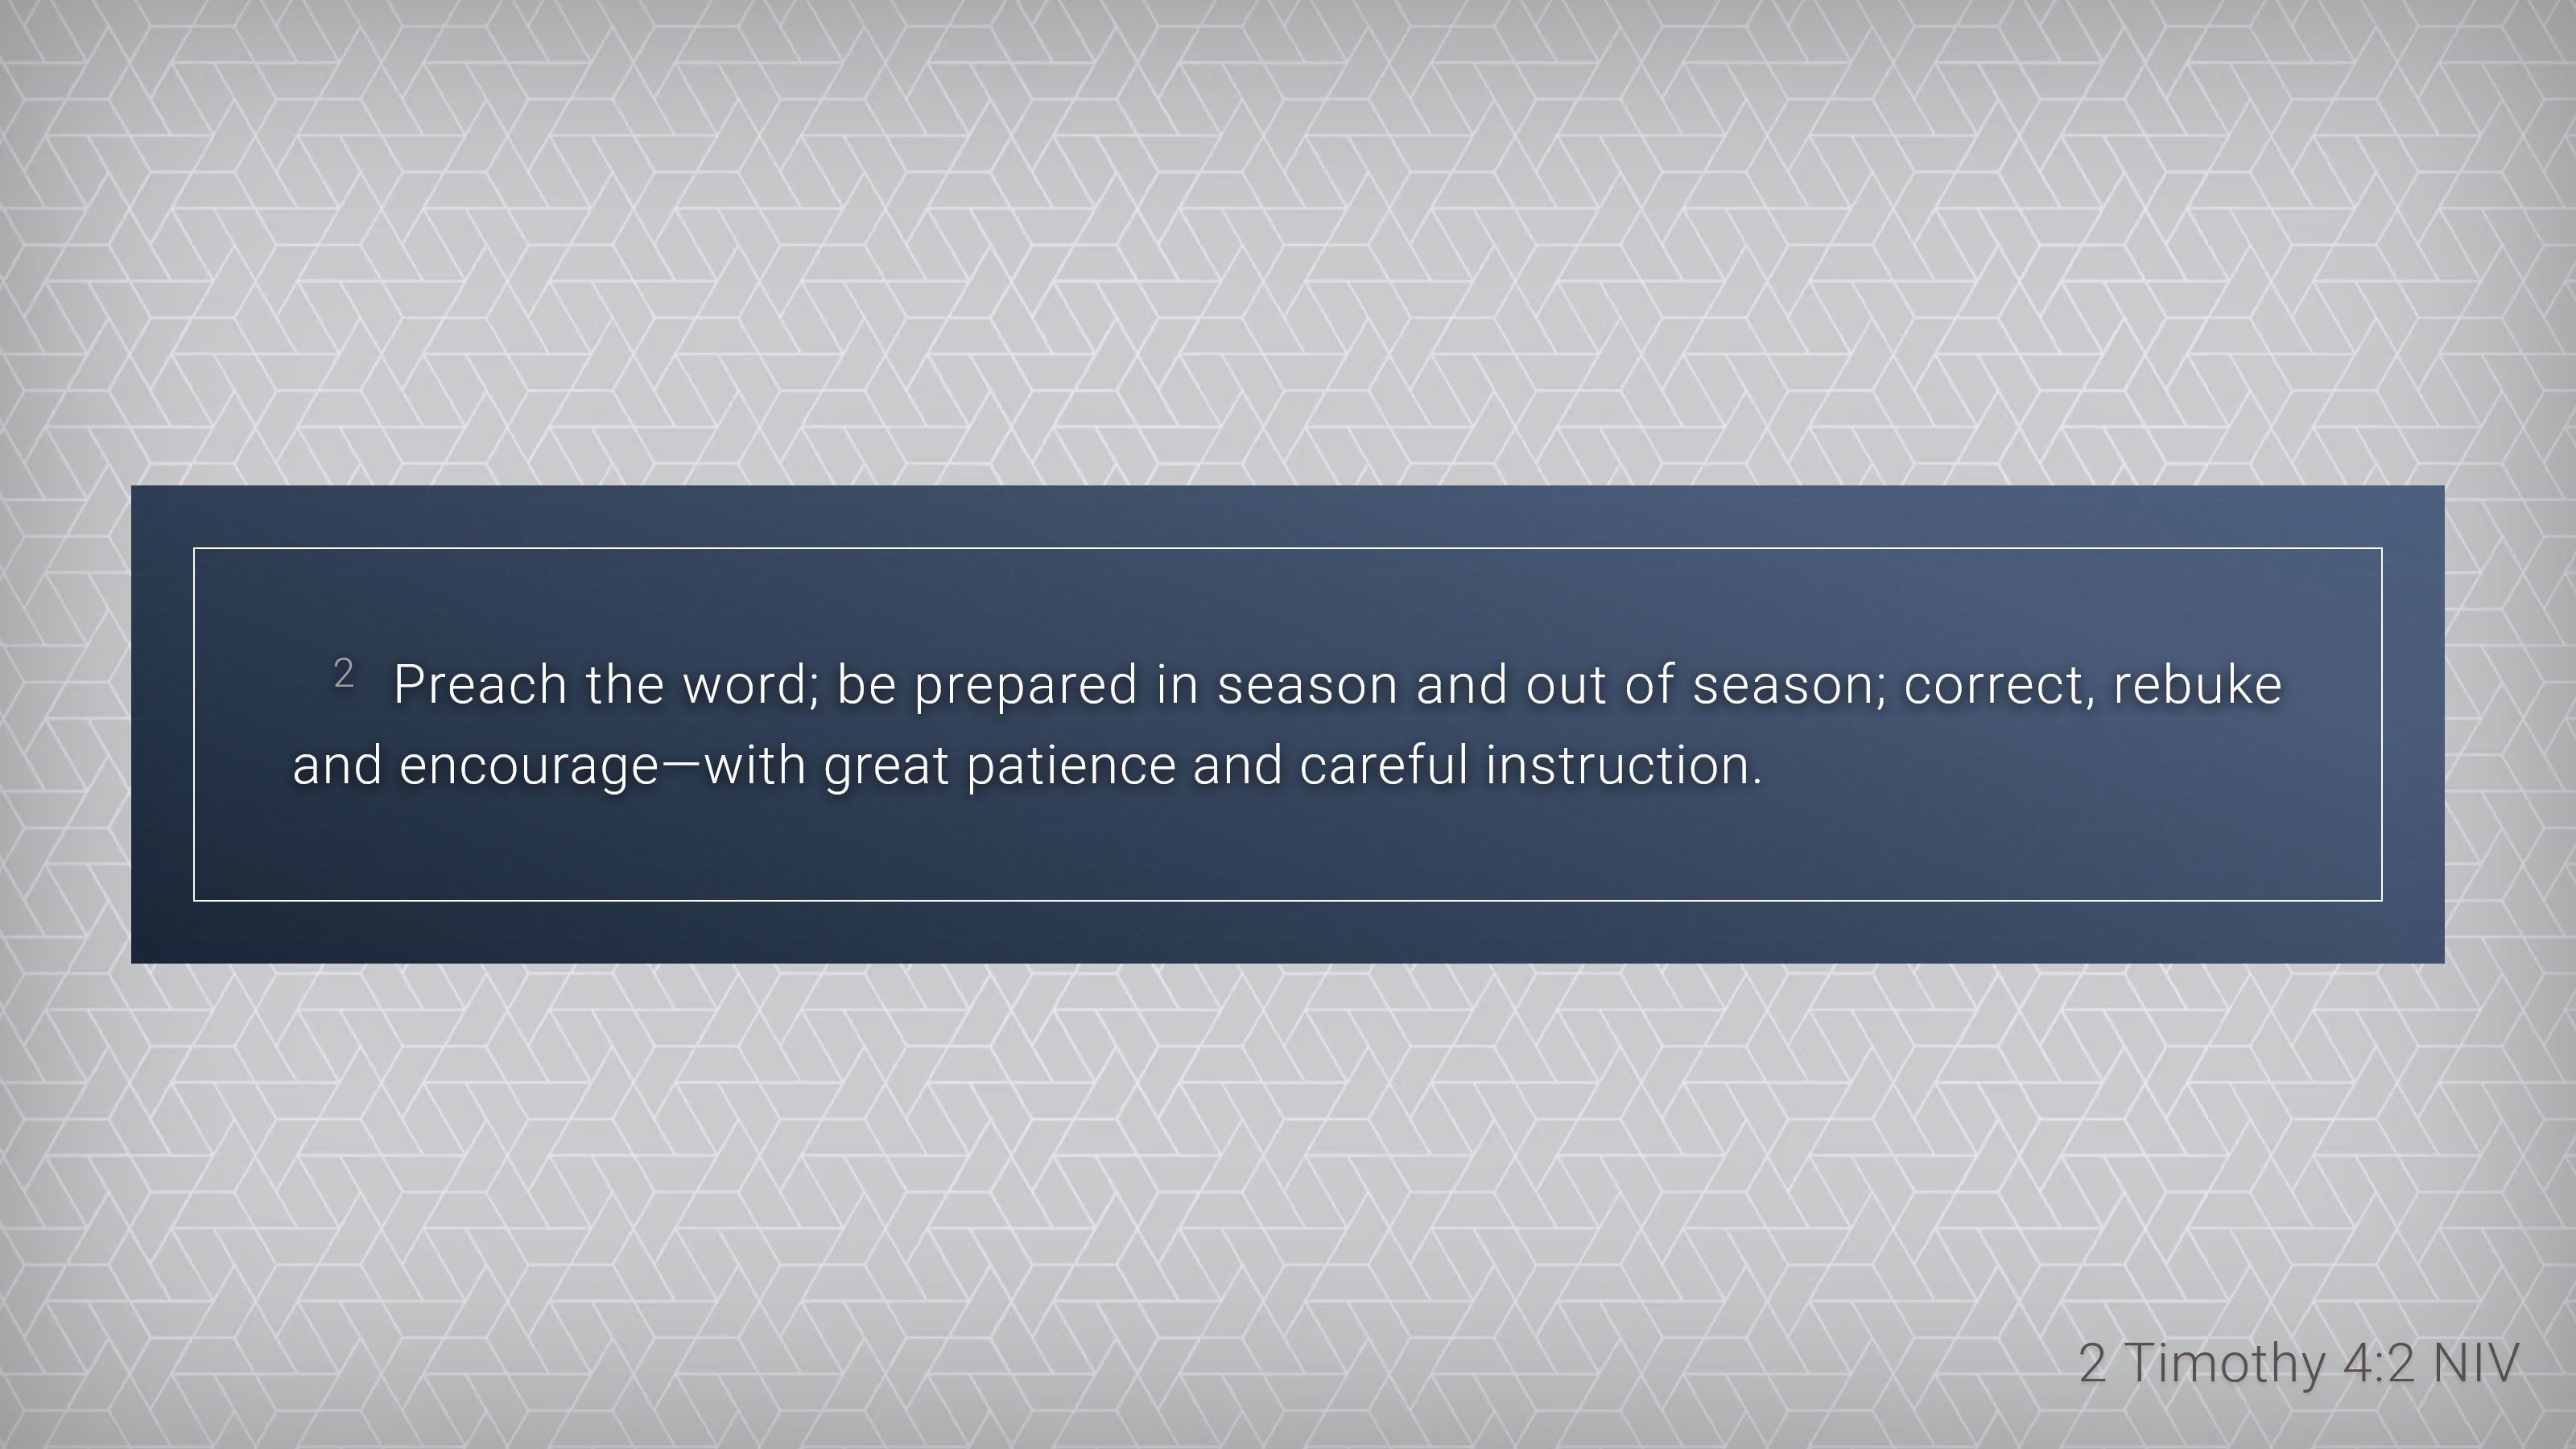 2 Preach the word; be prepared in season and out of season; correct, rebuke
and encourage—with great patience and careful instruction.
2 Timothy 4:2 NIV